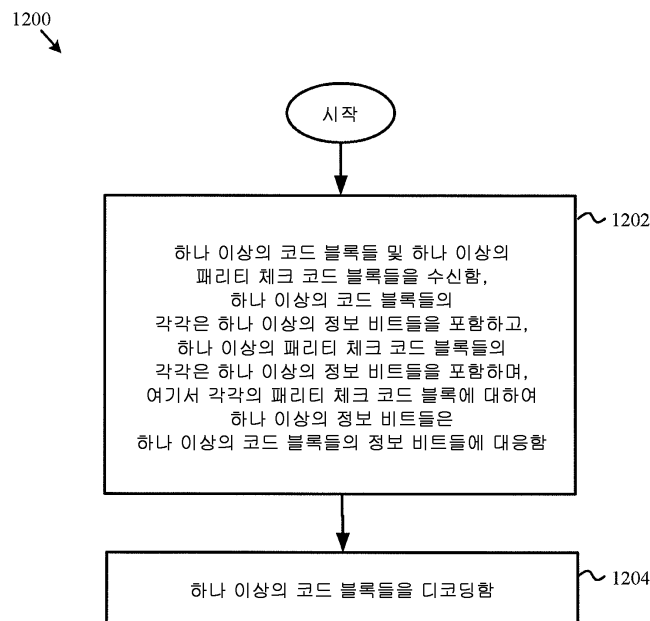 1200
시작
1202
하나 이상의 코드 블록들 및 하나 이상의
패리티 체크 코드 블록들을 수신함,
하나 이상의 코드 블록들의
각각은 하나 이상의 정보 비트들을 포함하고,
하나 이상의 패리티 체크 코드 블록들의
각각은 하나 이상의 정보 비트들을 포함하며,
여기서 각각의 패리티 체크 코드 블록에 대하여
하나 이상의 정보 비트들은
하나 이상의 코드 블록들의 정보 비트들에 대응함
1204
하나 이상의 코드 블록들을 디코딩함